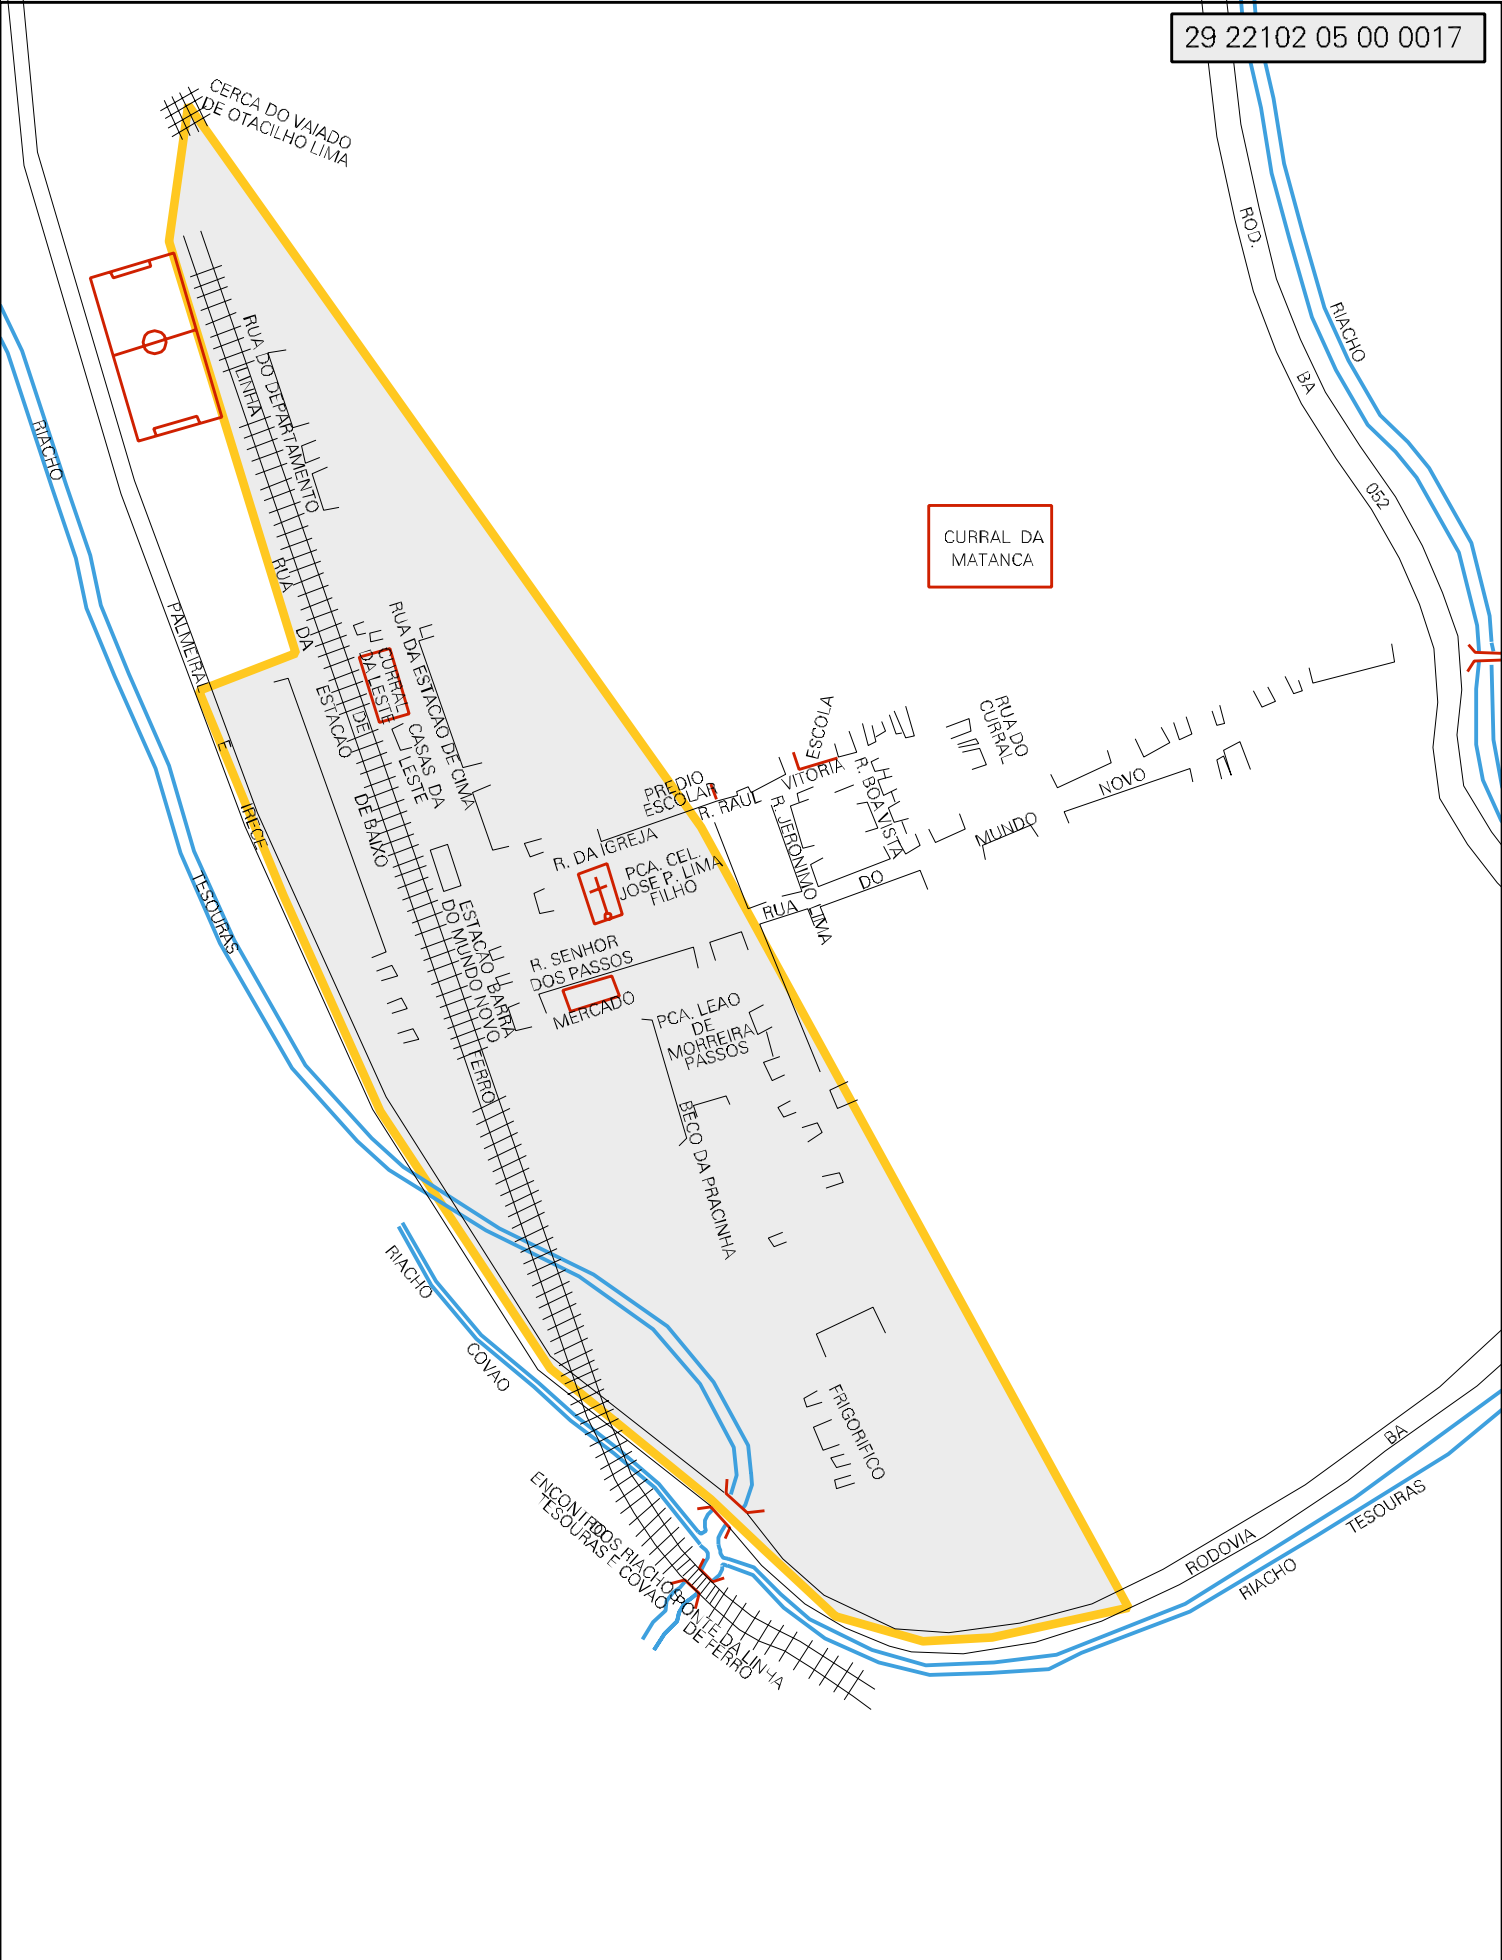 29 22102 05 00 0017
CERCA DO VAIADO
DE OTACILHO LIMA
ROD.
BA
052
RIACHO
RIACHO
TESOURAS
RUA DO DEPARTAMENTO
LINHA
DE
FERRO
RUA
DA
ESTACÃO
DE BAIXO
PALMEIRAL
E
IRECE
CURRAL
DA LESTE
RUA DA ESTACAO DE CIMA
CASAS DA
LESTE
CURRAL DA
MATANCA
ESCOLA
RUA DO
CURRAL
PREDIO
ESCOLAR
R. RAUL
VITORIA
R. BOA VISTA
R. JERONIMO LIMA
R. DA IGREJA
PCA. CEL.
JOSE P. LIMA
FILHO
RUA
DO
MUNDO
NOVO
ESTACAO BARRA
DO MUNDO NOVO
R. SENHOR
DOS PASSOS
MERCADO
PCA. LEAO
DE
MORREIRA
PASSOS
BECO DA PRACINHA
RIACHO
COVAO
FRIGORIFICO
ENCONTRO
DOS RIACHOS
TESOURAS E COVAO
PONTE DA LINHA
DE FERRO
RODOVIA
BA
RIACHO
TESOURAS